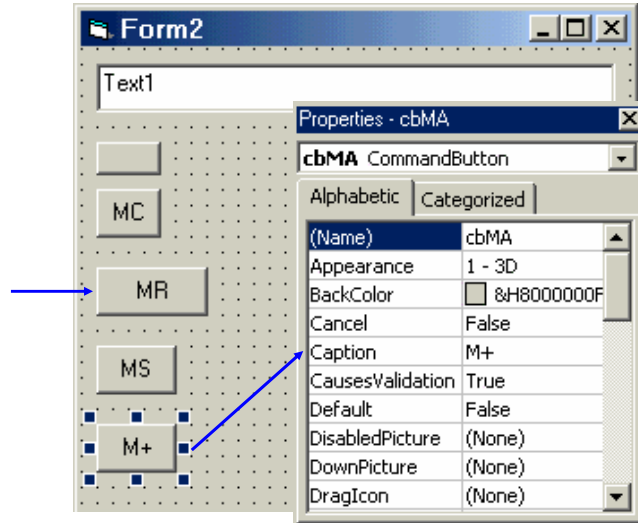 Form2
Text1
MC
MR
MS
M+
Properties - cbMA
cbMA CommandButton
Alphabetic Categorized
(Name) cbMA
Appearance 1 - 3D
BackColor &H8000000F
Cancel False
Caption M+
CausesValidation True
Default False
DisabledPicture (None)
DownPicture (None)
DragIcon (None)